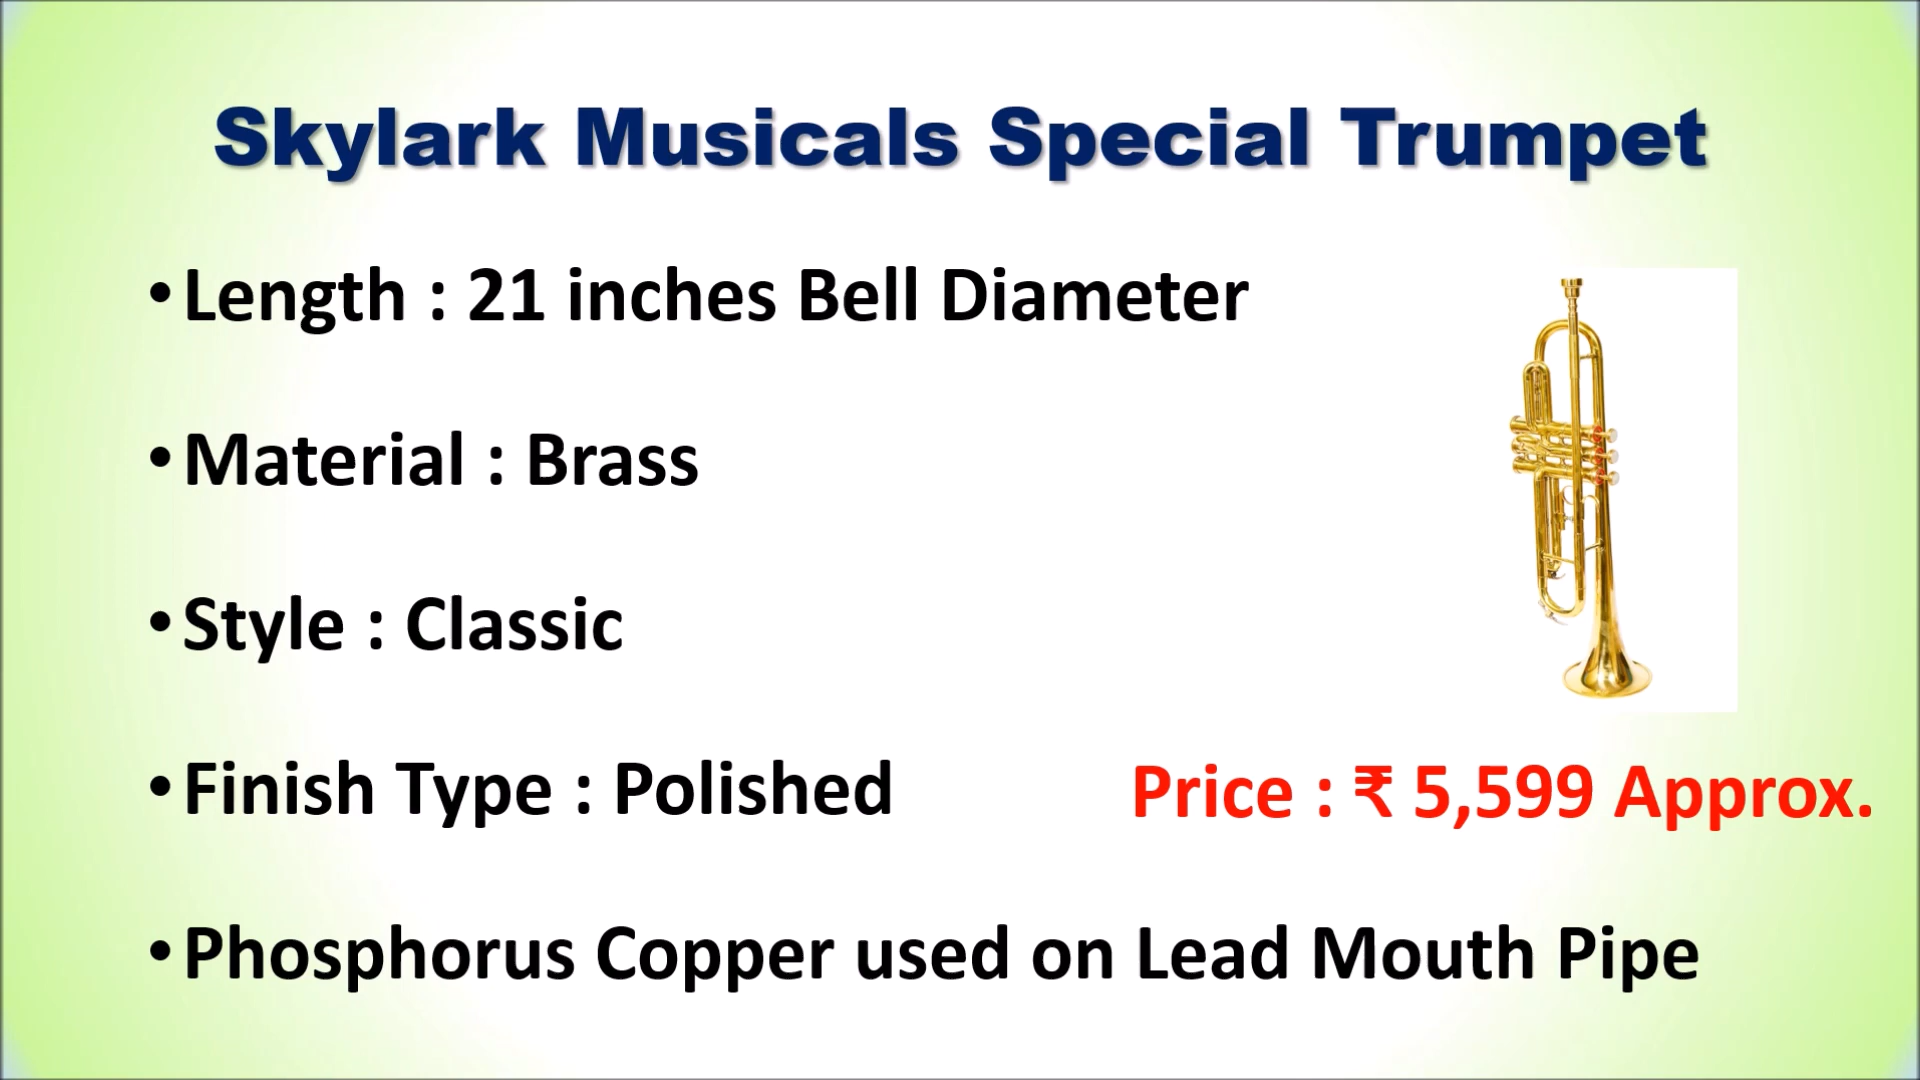 Skylark Musicals Special Trumpet
• Length : 21 inches Bell Diameter
• Material : Brass
• Style : Classic
• Finish Type : Polished
Price : ₹ 5,599 Approx.
• Phosphorus Copper used on Lead Mouth Pipe